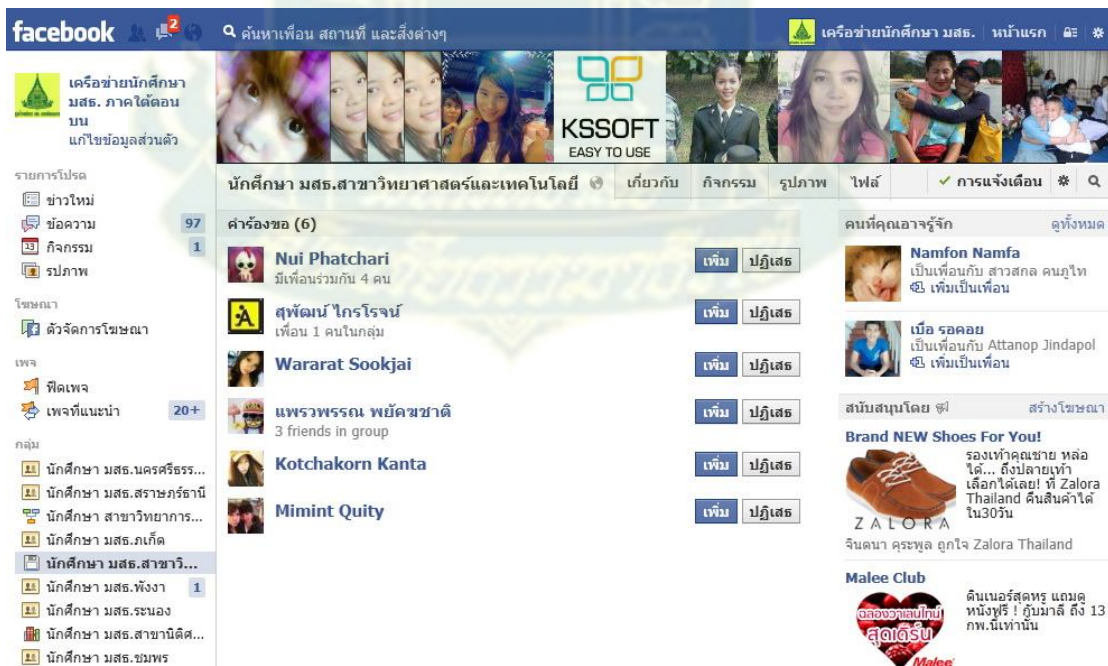 facebook
2
ค้นหาเพื่อน สถานที่ และสิ่งต่างๆ
เครือข่ายนักศึกษา มสธ.
หน้าแรก
เครือข่ายนักศึกษา
มสธ. ภาคใต้ตอน
บน
แก้ไขข้อมูลส่วนตัว
รายการโปรด
ข่าวใหม่
ข้อความ 97
กิจกรรม 1
รูปภาพ
โฆษณา
ตัวจัดการโฆษณา
เพจ
ฟีดเพจ
เพจที่แนะนำ 20+
กลุ่ม
นักศึกษา มสธ.นครศรีธรร...
นักศึกษา มสธ.สุราษฎร์ธานี
นักศึกษา สาขาวิทยาการ...
นักศึกษา มสธ.ภูเก็ต
นักศึกษา มสธ.สาขาวิ...
นักศึกษา มสธ.พังงา 1
นักศึกษา มสธ.ระนอง
นักศึกษา มสธ.สาขานิติศ...
นักศึกษา มสธ.ชุมพร
KSSOFT
EASY TO USE
นักศึกษา มสธ.สาขาวิทยาศาสตร์และเทคโนโลยี
เกี่ยวกับ
กิจกรรม
รูปภาพ
ไฟล์
การแจ้งเตือน
คำร้องขอ (6)
Nui Phatchari
มีเพื่อนร่วมกัน 4 คน
เพิ่ม ปฏิเสธ
สุพัฒน์ ไกรโรจน์
เพื่อน 1 คนในกลุ่ม
เพิ่ม ปฏิเสธ
Wararat Sookjai
เพิ่ม ปฏิเสธ
แพรวพรรณ พยัคฆชาติ
3 friends in group
เพิ่ม ปฏิเสธ
Kotchakorn Kanta
เพิ่ม ปฏิเสธ
Mimint Quity
เพิ่ม ปฏิเสธ
คนที่คุณอาจรู้จัก ดูทั้งหมด
Namfon Namfa
เป็นเพื่อนกับ สาวสกล คนภูไท
เพิ่มเป็นเพื่อน
เบื่อ รอคอย
เป็นเพื่อนกับ Attanop Jindapol
เพิ่มเป็นเพื่อน
สนับสนุนโดย สร้างโฆษณา
Brand NEW Shoes For You!
รองเท้าคุณชาย หล่อ
ได้... ถึงปลายเท้า
เลือกได้เลย! ที่ Zalora
Thailand คืนสินค้าได้
ใน30วัน
ZALORA
จินตนา คุระพูล ถูกใจ Zalora Thailand
Malee Club
ดินเนอร์สุดหรู แถมดู
หนังฟรี ! กับมาลี ถึง 13
กพ.นี้เท่านั้น
ฉลองวาเลนไทน์
สุดเดิร์น
Malee